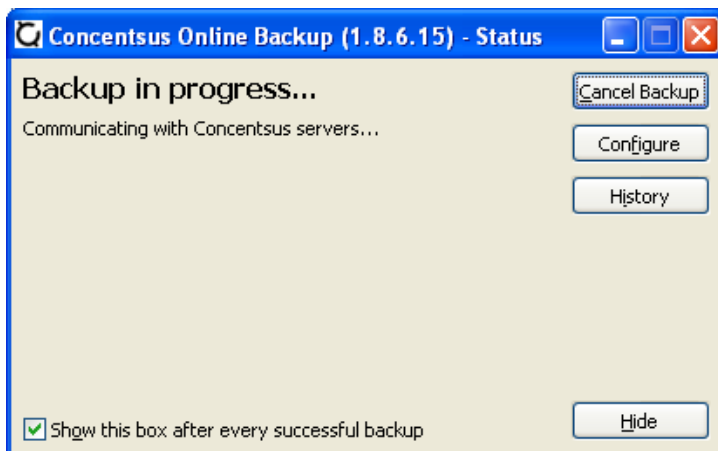 Concentsus Online Backup (1.8.6.15) - Status
Backup in progress...
Communicating with Concentsus servers...
Cancel Backup
Configure
History
Show this box after every successful backup
Hide